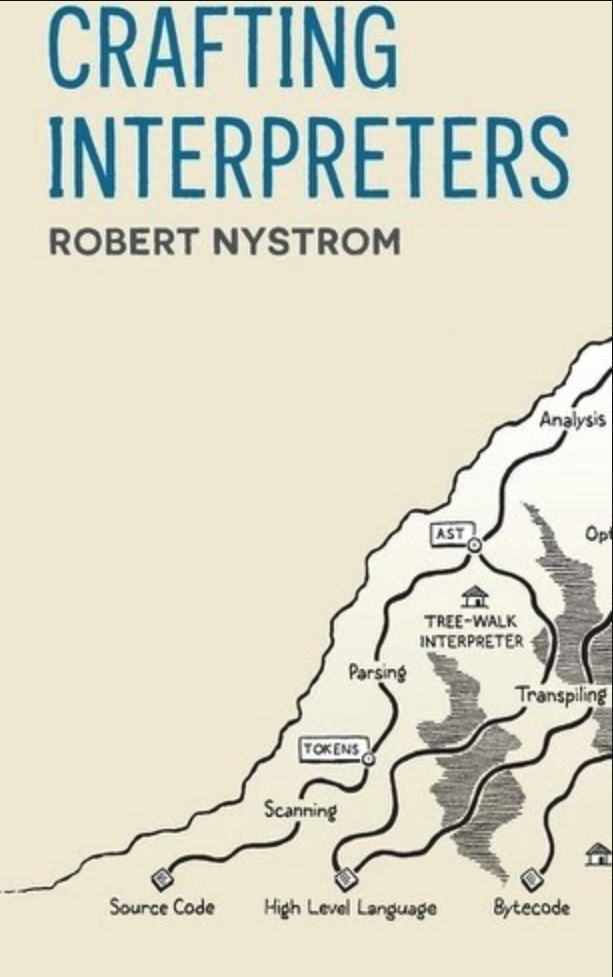 CRAFTING
INTERPRETERS
ROBERT NYSTROM
Analysis
AST
TREE-WALK
INTERPRETER
Parsing
Transpiling
TOKENS
Scanning
Source Code
High Level Language
Bytecode